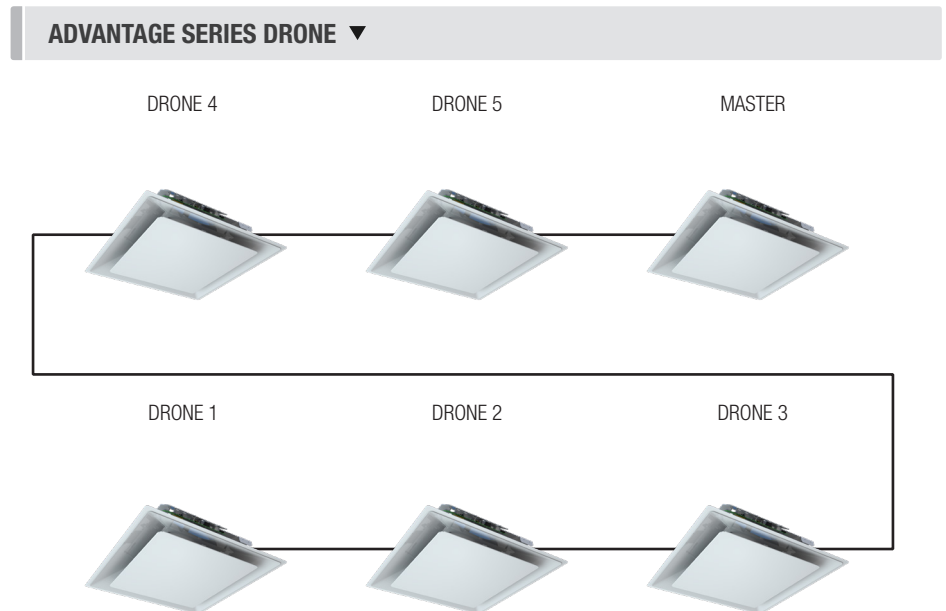 ADVANTAGE SERIES DRONE ▼
DRONE 4
DRONE 5
MASTER
DRONE 1
DRONE 2
DRONE 3